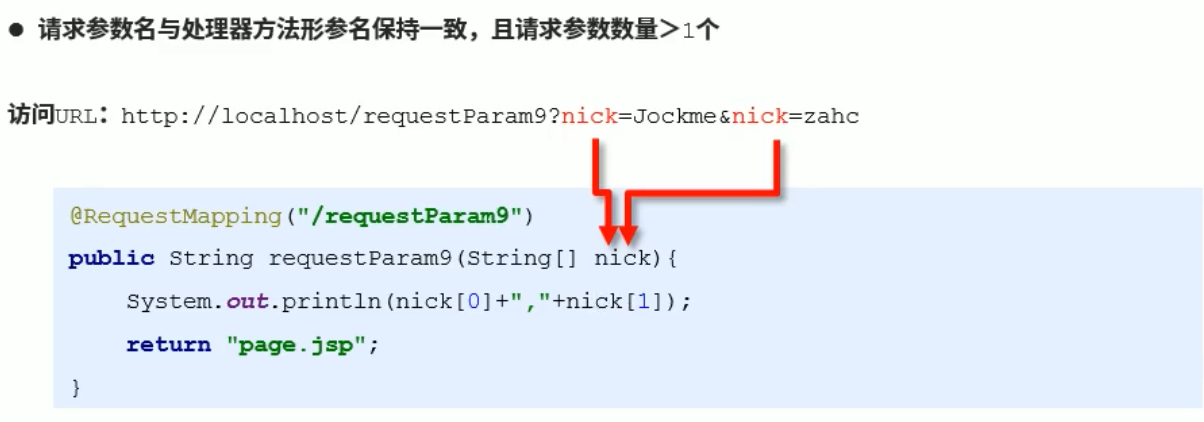 ● 请求参数名与处理器方法形参名保持一致，且请求参数数量＞1个
访问URL：http://localhost/requestParam9?nick=Jockme&nick=zahc
@RequestMapping("/requestParam9")
public String requestParam9(String[] nick){
System.out.println(nick[0]+","+nick[1]);
return "page.jsp";
}